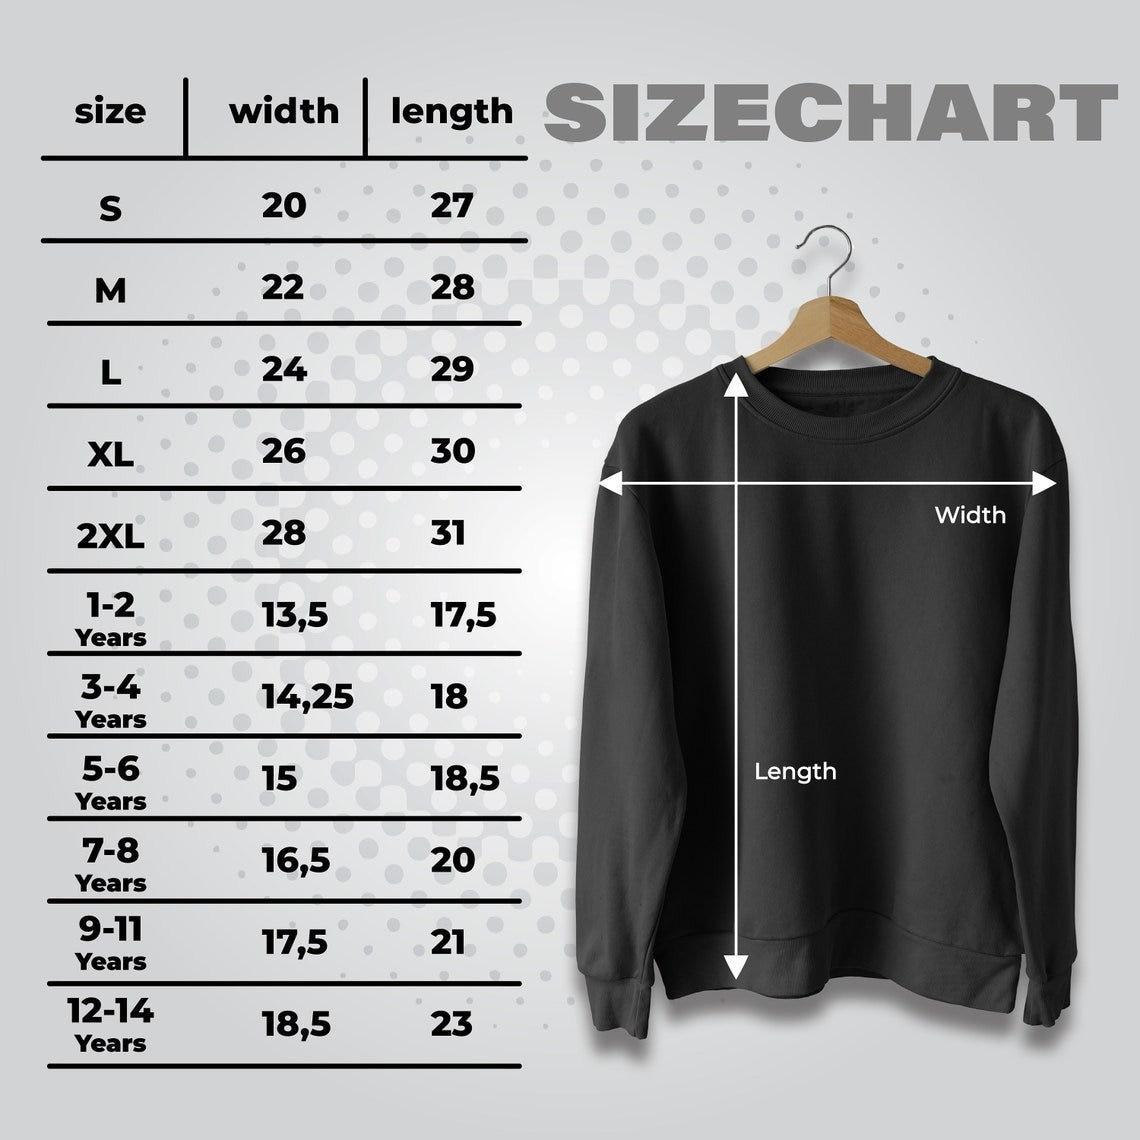 size width length
SIZECHART
S 20 27
M 22 28
L 24 29
XL 26 30
2XL 28 31
1-2
Years 13,5 17,5
3-4
Years 14,25 18
5-6
Years 15 18,5
7-8
Years 16,5 20
9-11
Years 17,5 21
12-14
Years 18,5 23
Width
Length